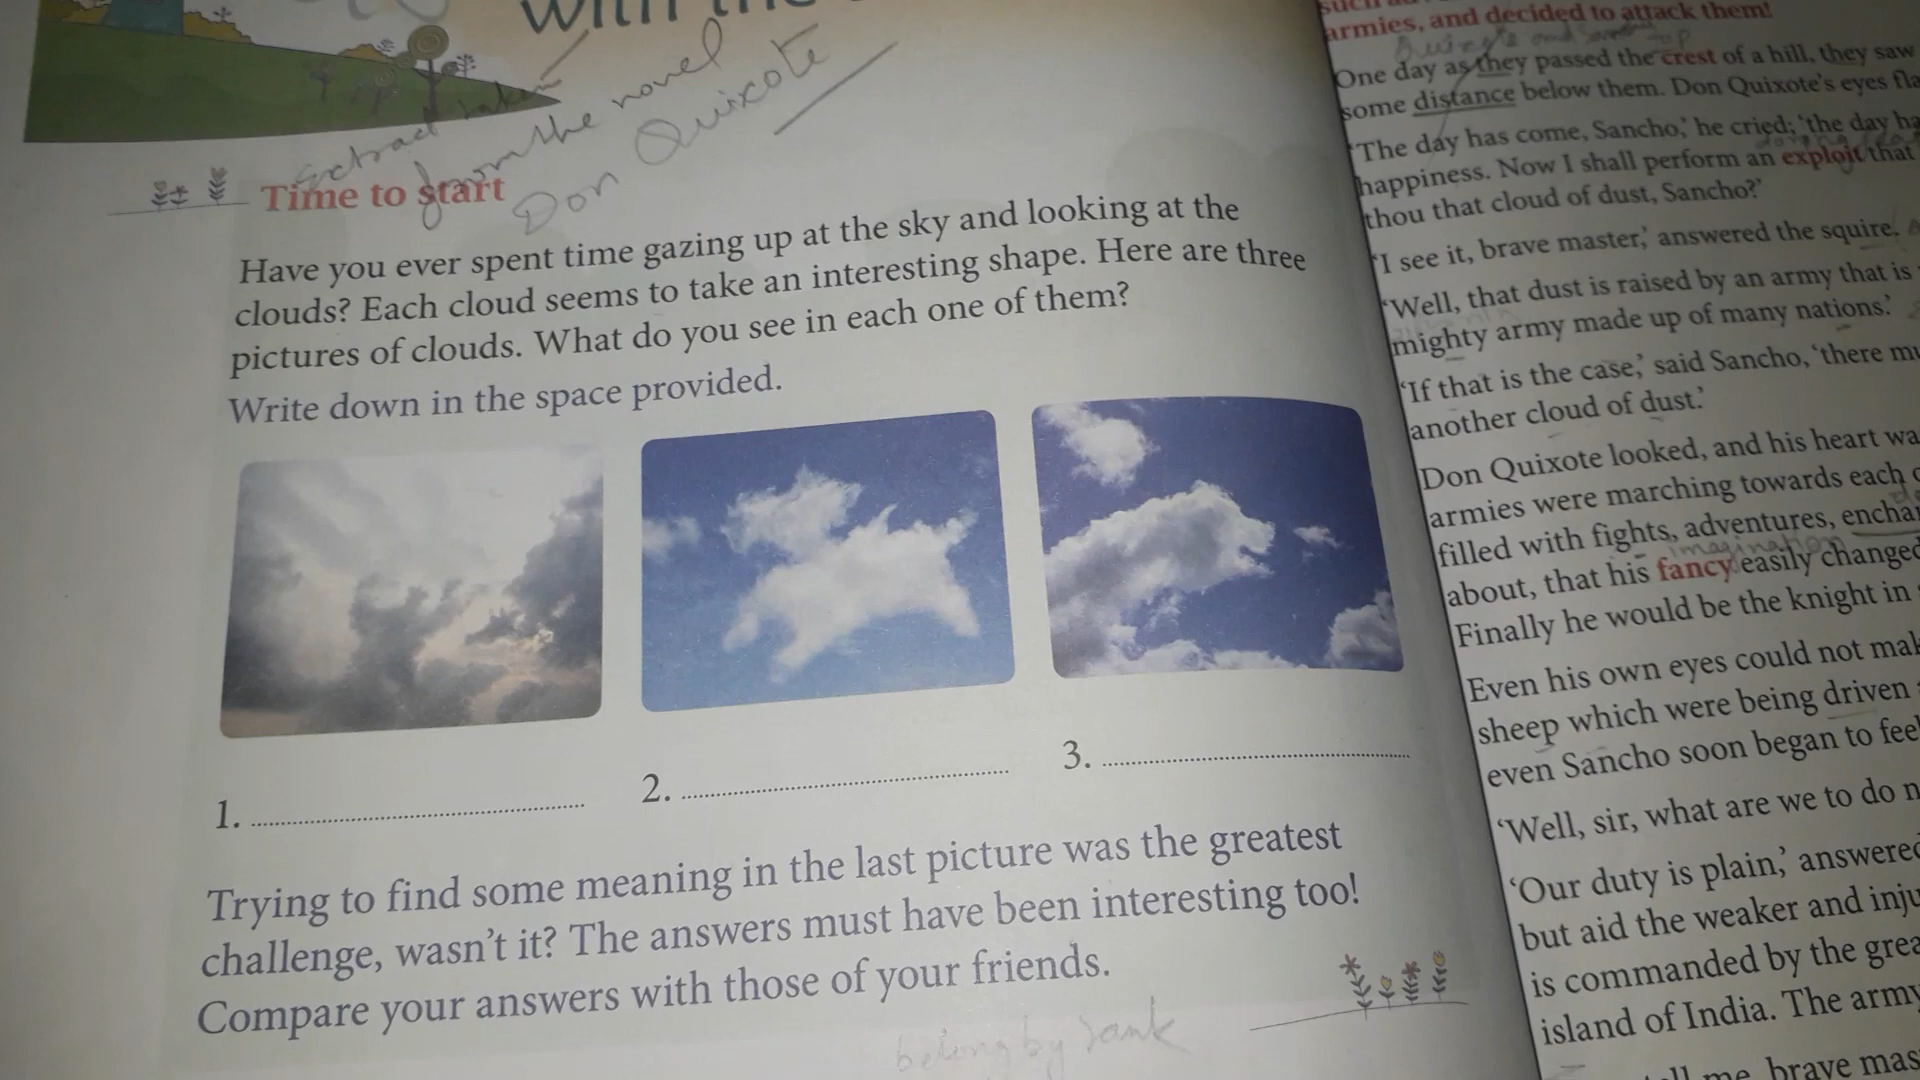 with the
Extract taken
from the novel
Don Quixote
Time to start
Have you ever spent time gazing up at the sky and looking at the
clouds? Each cloud seems to take an interesting shape. Here are three
pictures of clouds. What do you see in each one of them?
Write down in the space provided.
1.
2.
3.
Trying to find some meaning in the last picture was the greatest
challenge, wasn't it? The answers must have been interesting too!
Compare your answers with those of your friends.
belong by Sank
armies, and decided to attack them!
One day as they passed the crest of a hill, they saw
some distance below them. Don Quixote's eyes
'The day has come, Sancho,' he cried; 'the day
happiness. Now I shall perform an exploit that
thou that cloud of dust, Sancho?'
'I see it, brave master,' answered the squire.
'Well, that dust is raised by an army that is
mighty army made up of many nations.'
'If that is the case,' said Sancho, 'there
another cloud of dust.'
Don Quixote looked, and his heart
armies were marching towards each
filled with fights, adventures,
imagination
about, that his fancy easily changed
Finally he would be the knight in
Even his own eyes could not
sheep which were being driven
even Sancho soon began to feel
'Well, sir, what are we to do
'Our duty is plain,' answered
but aid the weaker and
is commanded by the
island of India. The army
me, brave